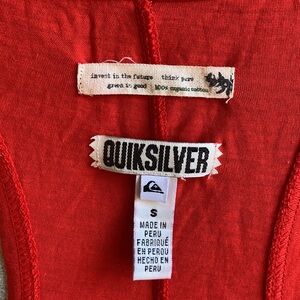 invest in the future think pure
green is good 100% organic cotton
QUIKSILVER
S
MADE IN
PERU
FABRIQUÉ
EN PEROU
HECHO EN
PERU